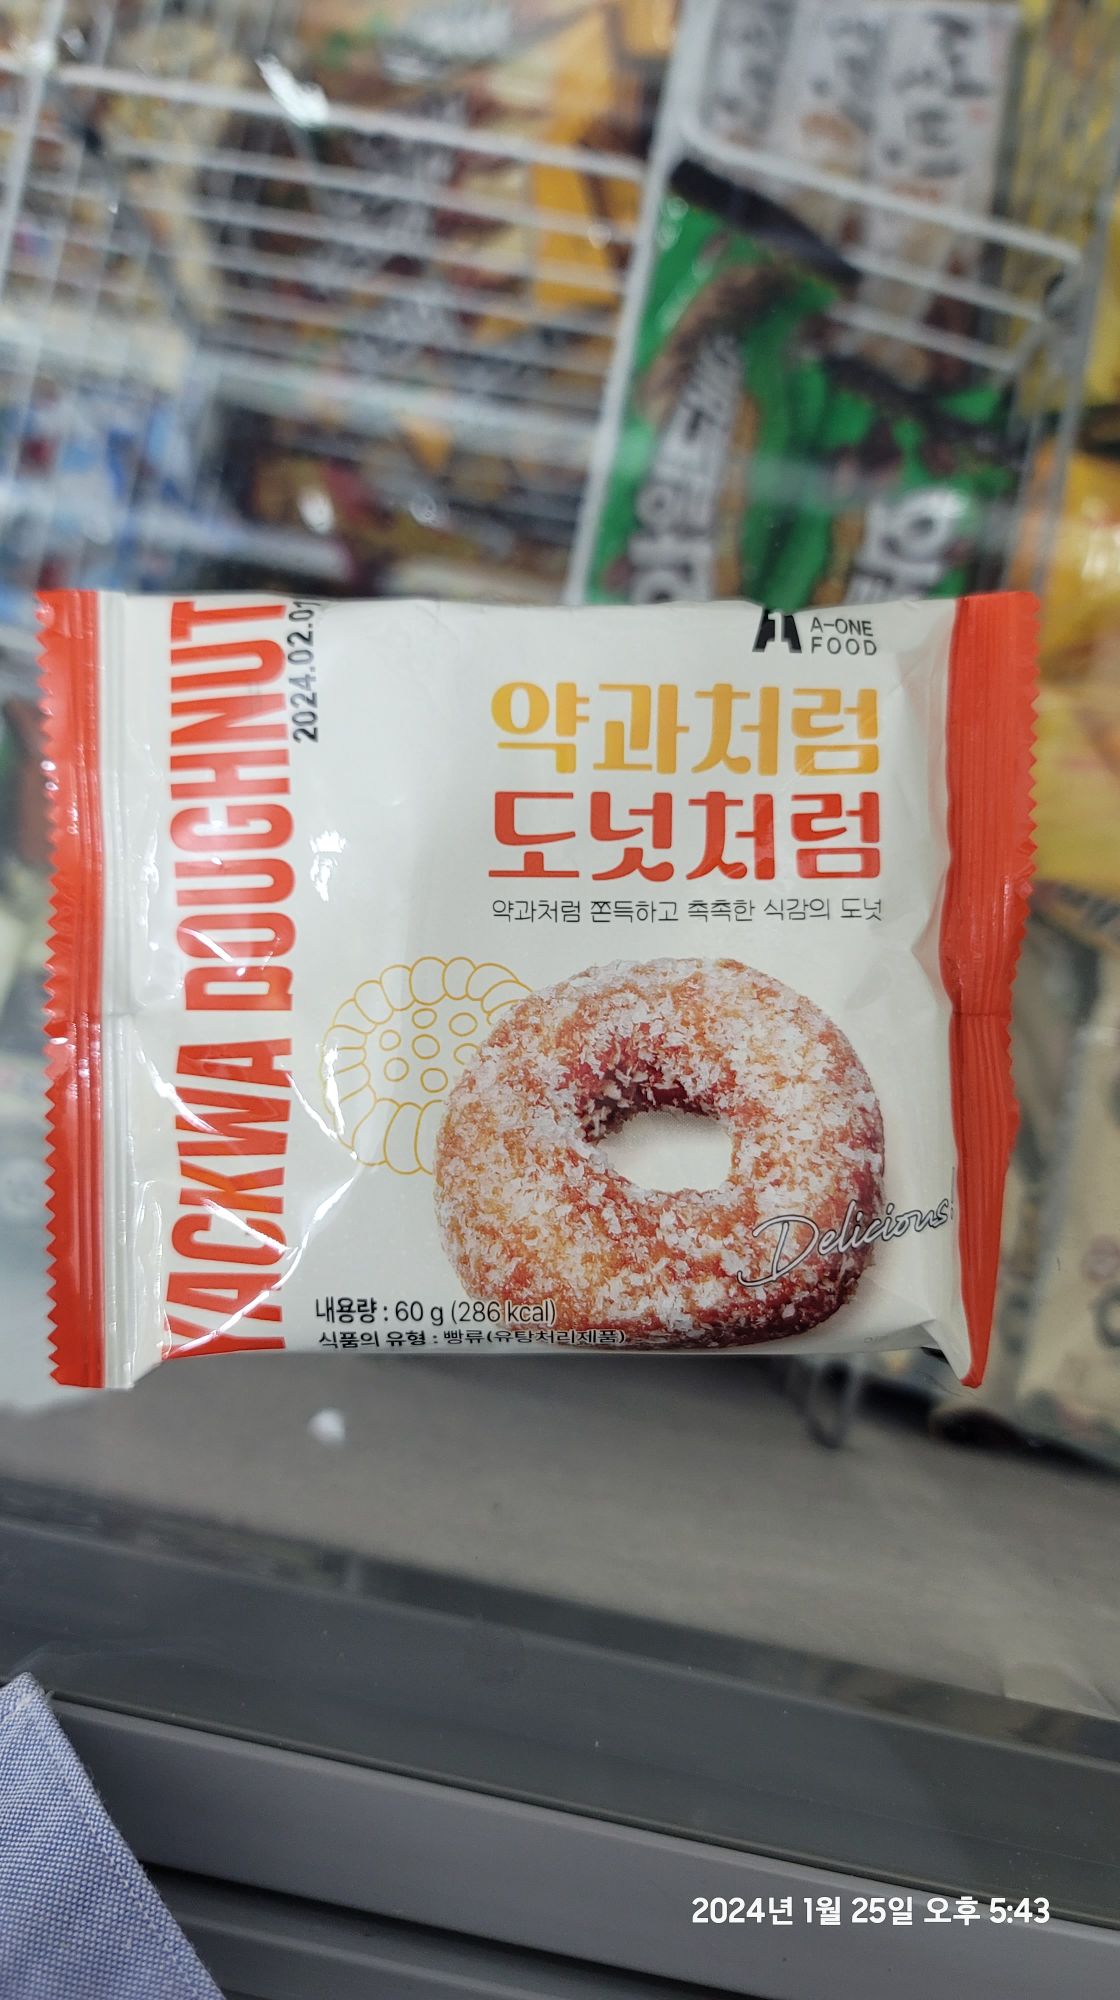 A-ONE
FOOD
약과처럼
도넛처럼
약과처럼 쫀득하고 촉촉한 식감의 도넛
YACKWA DOUGHNUT
2024.02.01
Delicious!
내용량 : 60 g (286 kcal)
식품의 유형 : 빵류(유탕처리제품)
2024년 1월 25일 오후 5:43